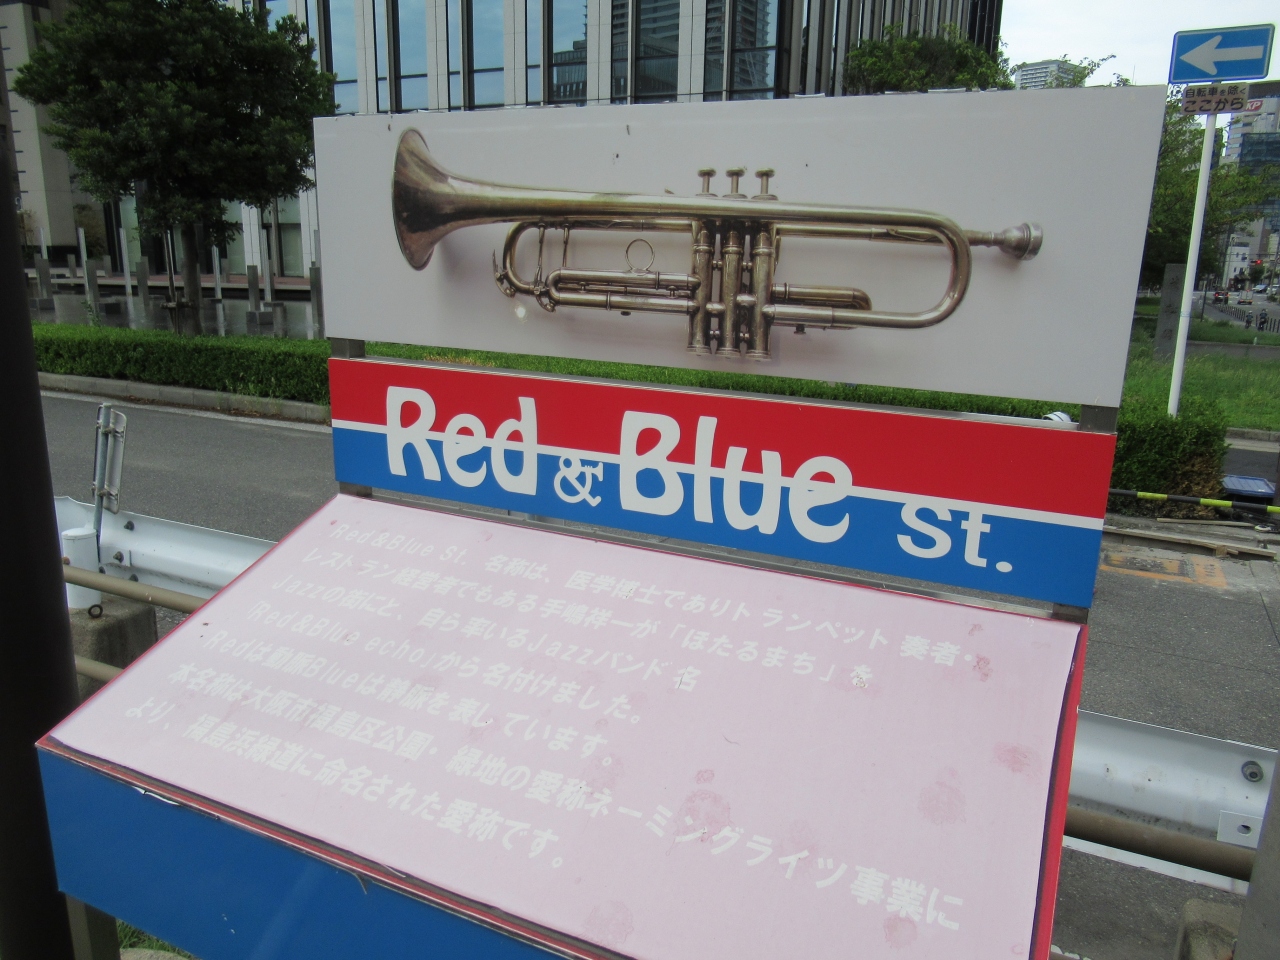 自転車を除く
ここから
Red & Blue St.
"Red&Blue St. 名称は、医学博士でありトランペット 奏者・
レストラン経営者でもある手嶋祥一が「ほたるまち」を
Jazzの街にと、自ら率いるJazzバンド名
「Red&Blue echo」から名付けました。
Redは動脈Blueは静脈を表しています。
本名称は大阪市福島区公園・緑地の愛称ネーミングライツ事業に
より、福島浜緑道に命名された愛称です。